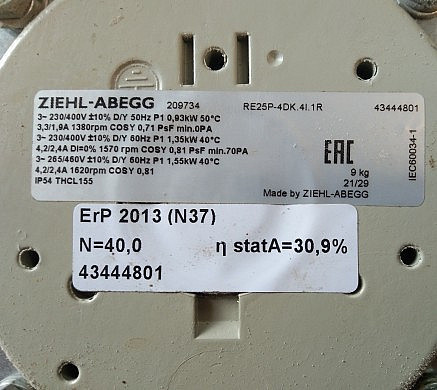 ZIEHL-ABEGG 209734 RE25P-4DK.4I.1R 43444801
3~ 230/400V ±10% D/Y 50Hz P1 0,93kW 50°C
3,3/1,9A 1380rpm COSY 0,71 PsF min.0PA
3~ 230/400V ±10% D/Y 60Hz P1 1,35kW 40°C
4,2/2,4A DI=0% 1570 rpm COSY 0,81 PsF min.70PA
3~ 265/460V ±10% D/Y 60Hz P1 1,55kW 40°C
4,2/2,4A 1620rpm COSY 0,81
IP54 THCL155
EAC
9 kg
21/29
Made by ZIEHL-ABEGG
IEC60034-1
ErP 2013 (N37)
N=40,0 η statA=30,9%
43444801